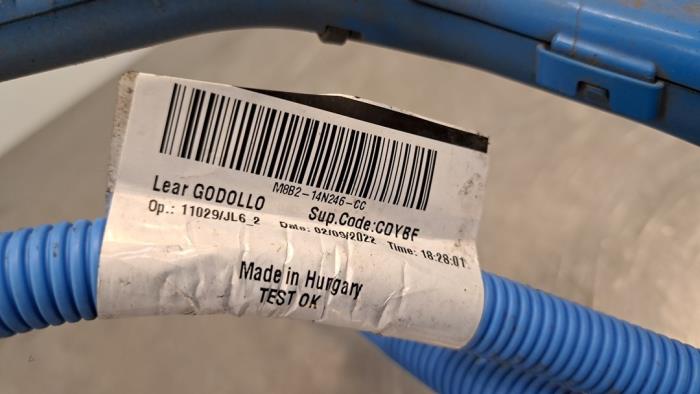 M8B2-14N246-CC
Lear GODOLLO Sup.Code:CDYBF
Op.: 11029/JL6_2 Date: 02/09/2022 Time: 18:28:01
Made in Hungary
TEST OK